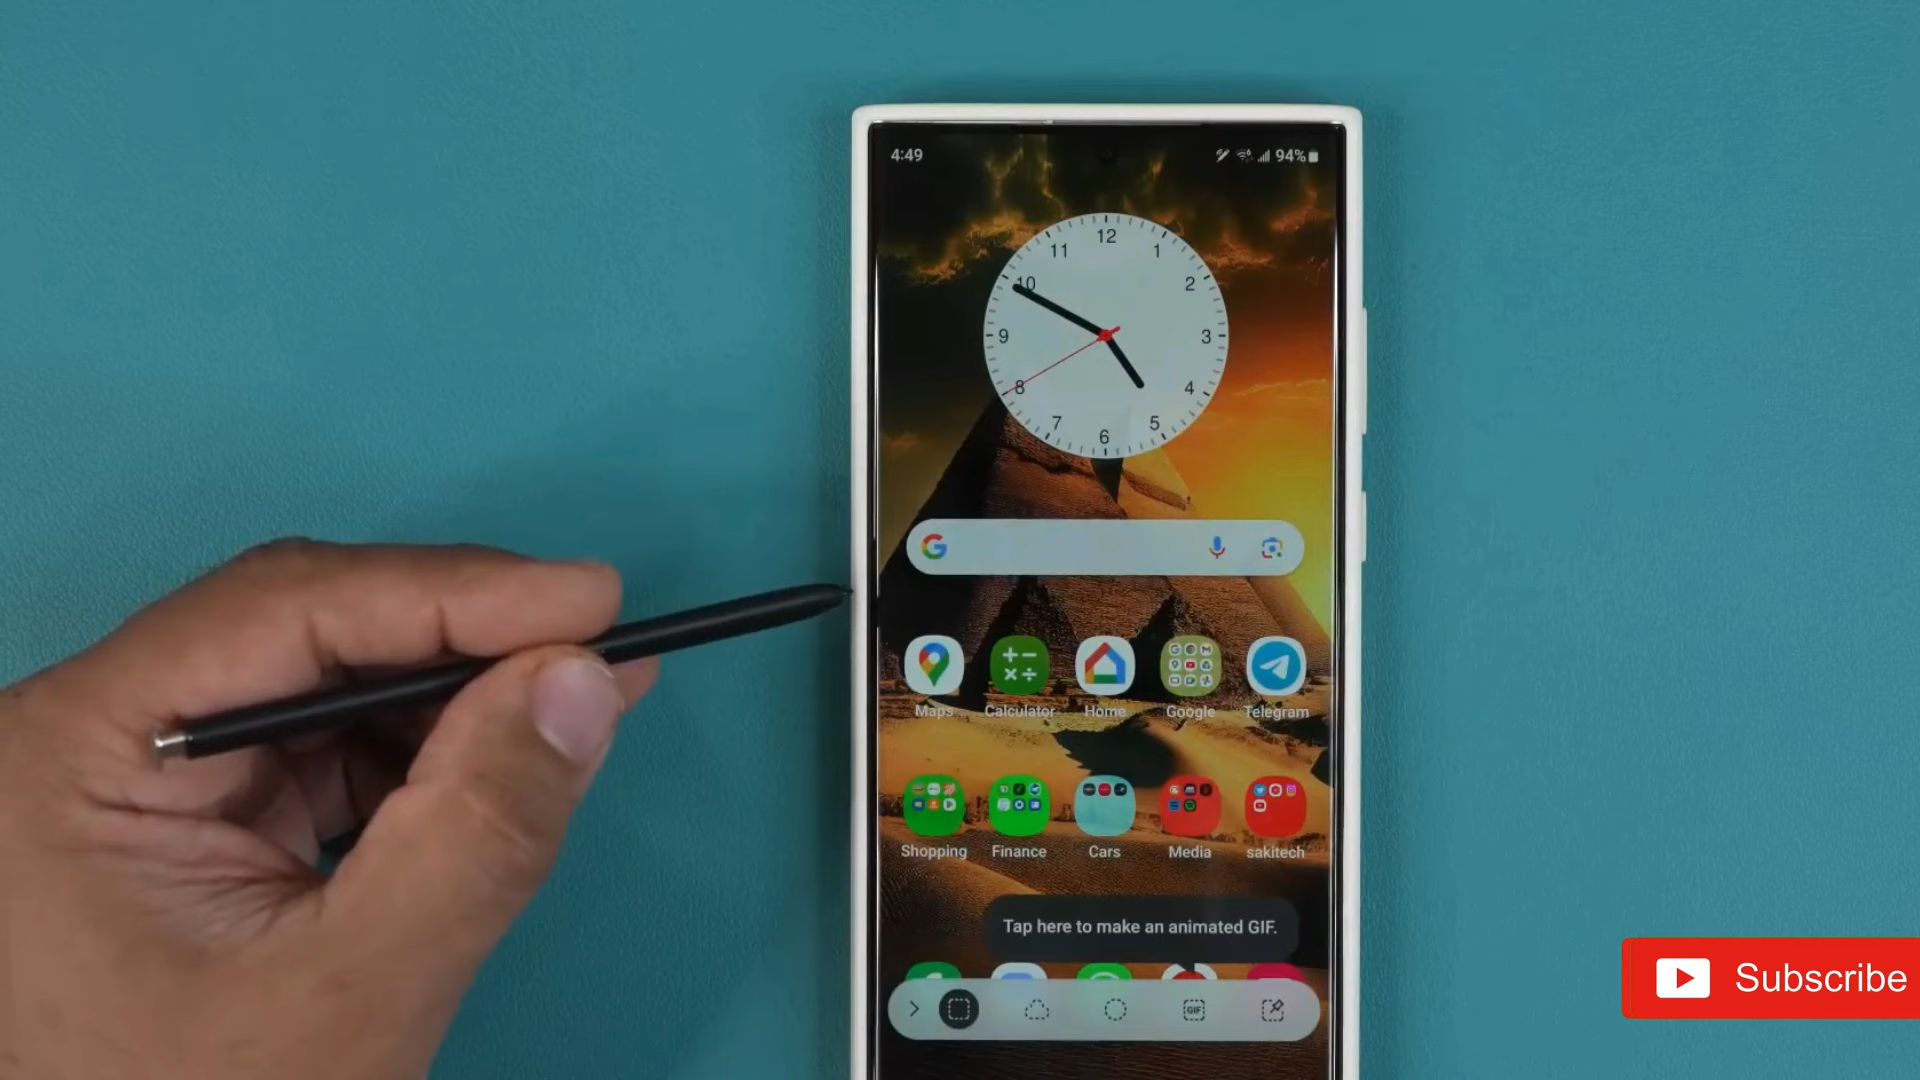 4:49
94%
12
11
1
10
2
9
3
8
4
7
5
6
G
Maps
Calculator
Home
Google
Telegram
Shopping
Finance
Cars
Media
sakitech
Tap here to make an animated GIF.
GIF
Subscribe